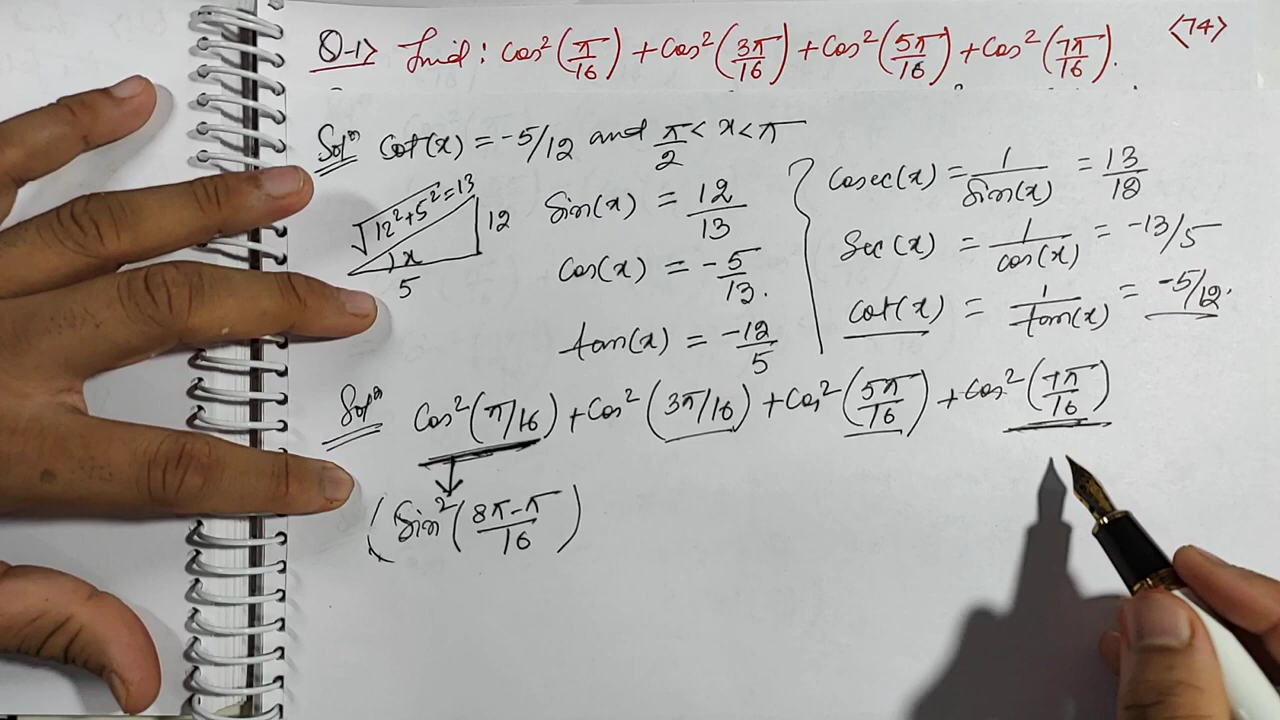 Q-1> Find : Cos²(π/16) + Cos²(3π/16) + Cos²(5π/16) + Cos²(7π/16). <74>
Solⁿ Cot(x) = -5/12 and π/2 < x < π
√12²+5² = 13
12
x
5
Sin(x) = 12/13
Cos(x) = -5/13.
tan(x) = -12/5
Cosec(x) = 1/Sin(x) = 13/12
Sec(x) = 1/cos(x) = -13/5
Cot(x) = 1/tan(x) = -5/12.
Solⁿ Cos²(π/16) + Cos²(3π/16) + Cos²(5π/16) + Cos²(7π/16)
(Sin²(8π-π/16)